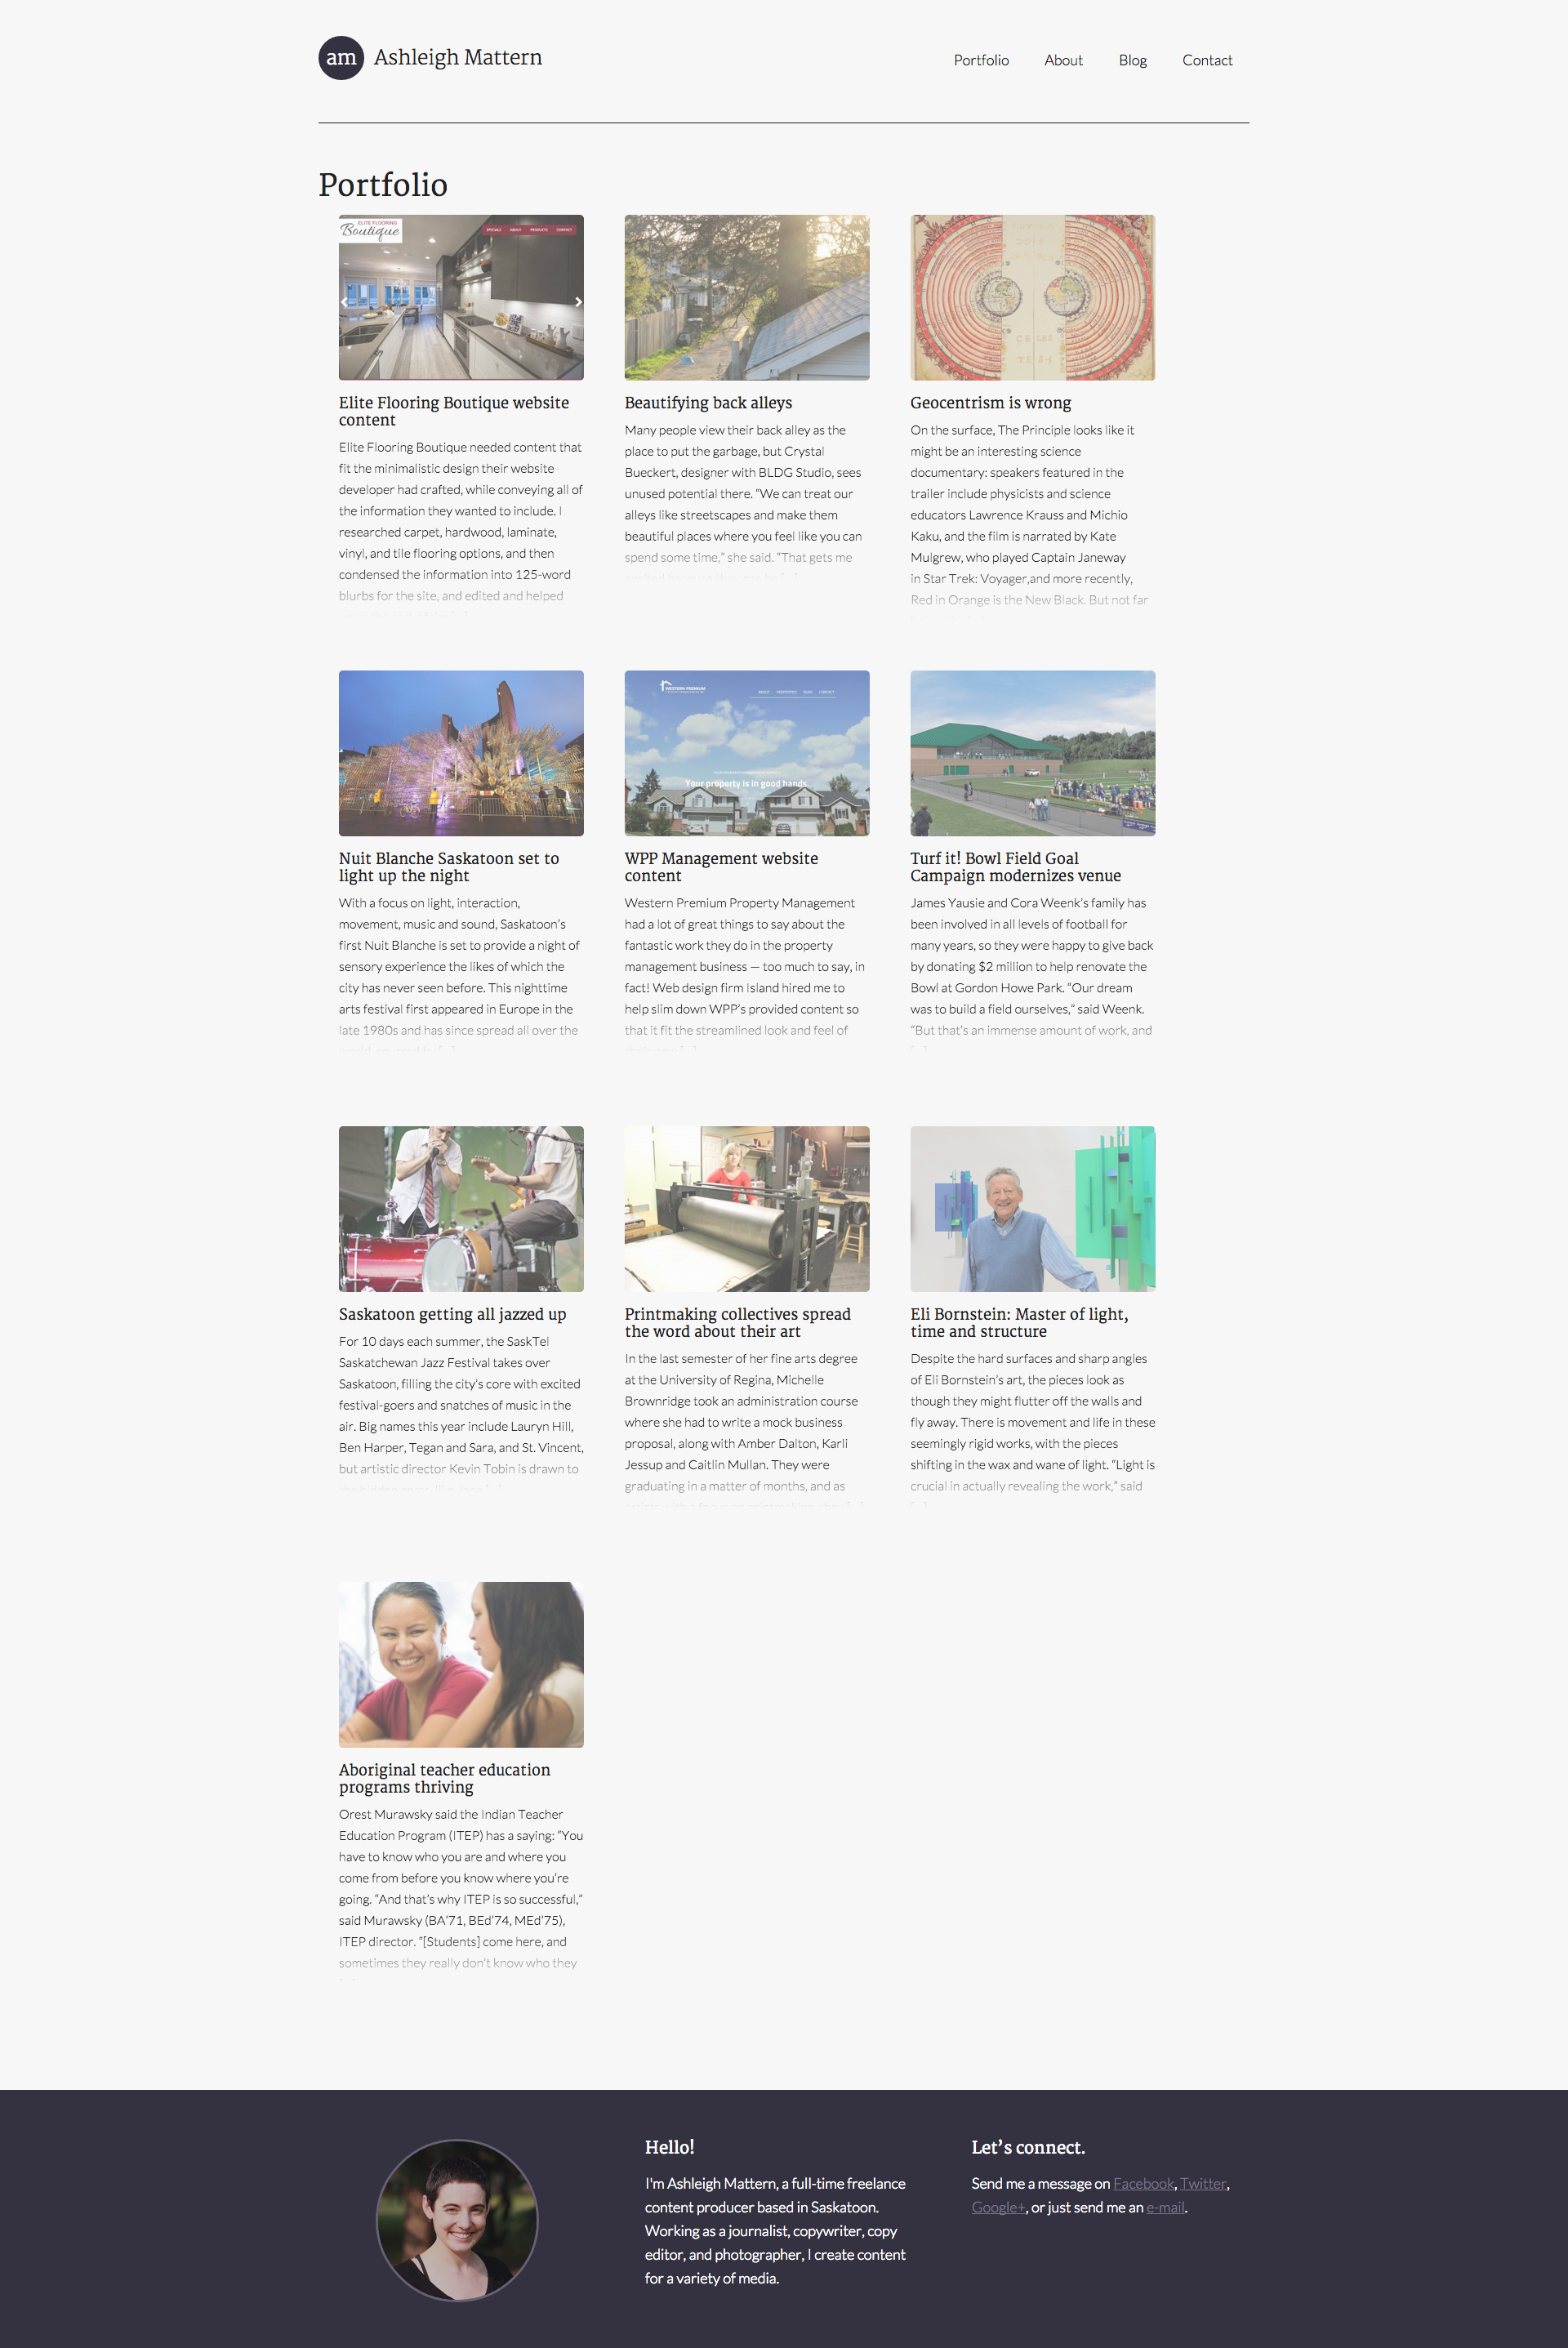 am Ashleigh Mattern
Portfolio About Blog Contact
Portfolio
ELITE FLOORING
Boutique
SPECIALS ABOUT PRODUCTS CONTACT
Elite Flooring Boutique website
content
Elite Flooring Boutique needed content that
fit the minimalistic design their website
developer had crafted, while conveying all of
the information they wanted to include. I
researched carpet, hardwood, laminate,
vinyl, and tile flooring options, and then
condensed the information into 125-word
blurbs for the site, and edited and helped
Beautifying back alleys
Many people view their back alley as the
place to put the garbage, but Crystal
Bueckert, designer with BLDG Studio, sees
unused potential there. “We can treat our
alleys like streetscapes and make them
beautiful places where you feel like you can
spend some time,” she said. “That gets me
Geocentrism is wrong
On the surface, The Principle looks like it
might be an interesting science
documentary: speakers featured in the
trailer include physicists and science
educators Lawrence Krauss and Michio
Kaku, and the film is narrated by Kate
Mulgrew, who played Captain Janeway
in Star Trek: Voyager,and more recently,
Red in Orange is the New Black. But not far
Nuit Blanche Saskatoon set to
light up the night
With a focus on light, interaction,
movement, music and sound, Saskatoon’s
first Nuit Blanche is set to provide a night of
sensory experience the likes of which the
city has never seen before. This nighttime
arts festival first appeared in Europe in the
late 1980s and has since spread all over the
WESTERN PREMIUM
ABOUT PROPERTIES BLOG CONTACT
Your property is in good hands.
WPP Management website
content
Western Premium Property Management
had a lot of great things to say about the
fantastic work they do in the property
management business — too much to say, in
fact! Web design firm Island hired me to
help slim down WPP’s provided content so
that it fit the streamlined look and feel of
Turf it! Bowl Field Goal
Campaign modernizes venue
James Yausie and Cora Weenk’s family has
been involved in all levels of football for
many years, so they were happy to give back
by donating $2 million to help renovate the
Bowl at Gordon Howe Park. “Our dream
was to build a field ourselves,” said Weenk.
“But that’s an immense amount of work, and
Saskatoon getting all jazzed up
For 10 days each summer, the SaskTel
Saskatchewan Jazz Festival takes over
Saskatoon, filling the city’s core with excited
festival-goers and snatches of music in the
air. Big names this year include Lauryn Hill,
Ben Harper, Tegan and Sara, and St. Vincent,
but artistic director Kevin Tobin is drawn to
Printmaking collectives spread
the word about their art
In the last semester of her fine arts degree
at the University of Regina, Michelle
Brownridge took an administration course
where she had to write a mock business
proposal, along with Amber Dalton, Karli
Jessup and Caitlin Mullan. They were
graduating in a matter of months, and as
Eli Bornstein: Master of light,
time and structure
Despite the hard surfaces and sharp angles
of Eli Bornstein’s art, the pieces look as
though they might flutter off the walls and
fly away. There is movement and life in these
seemingly rigid works, with the pieces
shifting in the wax and wane of light. “Light is
crucial in actually revealing the work,” said
Aboriginal teacher education
programs thriving
Orest Murawsky said the Indian Teacher
Education Program (ITEP) has a saying: “You
have to know who you are and where you
come from before you know where you’re
going. “And that’s why ITEP is so successful,”
said Murawsky (BA’71, BEd’74, MEd’75),
ITEP director. “[Students] come here, and
sometimes they really don’t know who they
Hello!
I'm Ashleigh Mattern, a full-time freelance
content producer based in Saskatoon.
Working as a journalist, copywriter, copy
editor, and photographer, I create content
for a variety of media.
Let’s connect.
Send me a message on Facebook, Twitter,
Google+, or just send me an e-mail.